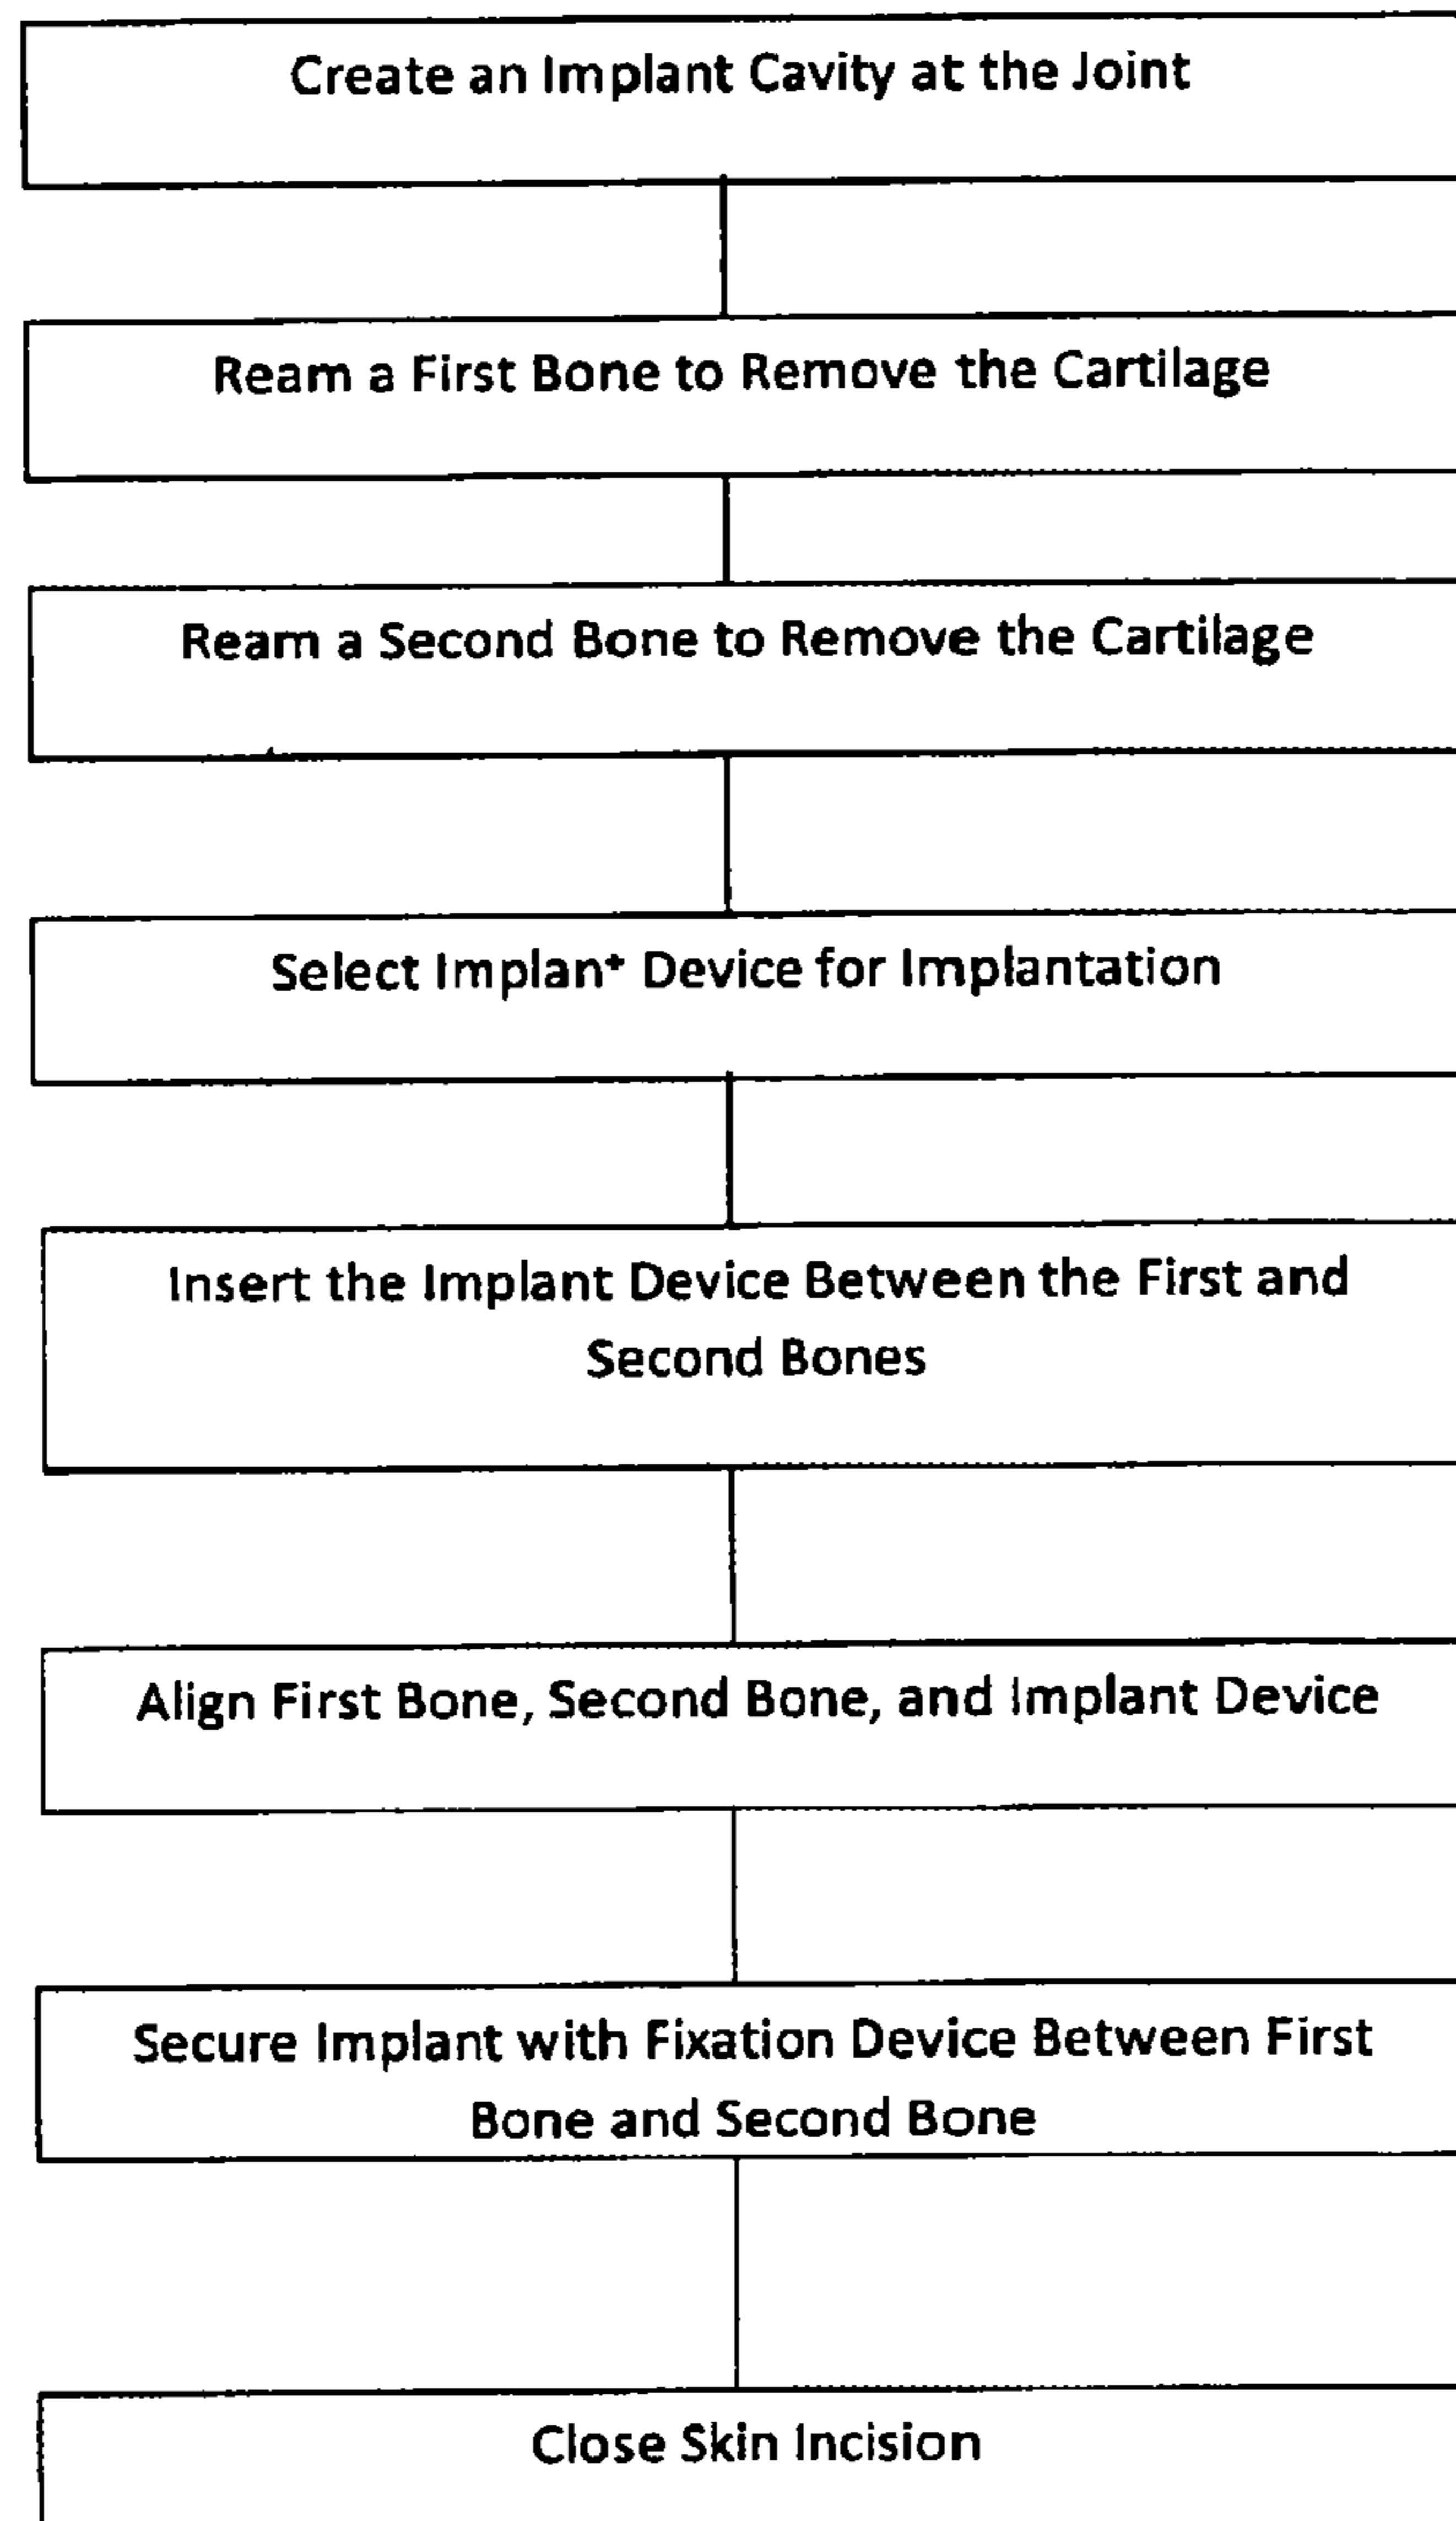 Create an Implant Cavity at the Joint
Ream a First Bone to Remove the Cartilage
Ream a Second Bone to Remove the Cartilage
Select Implant Device for Implantation
Insert the Implant Device Between the First and
Second Bones
Align First Bone, Second Bone, and Implant Device
Secure Implant with Fixation Device Between First
Bone and Second Bone
Close Skin Incision